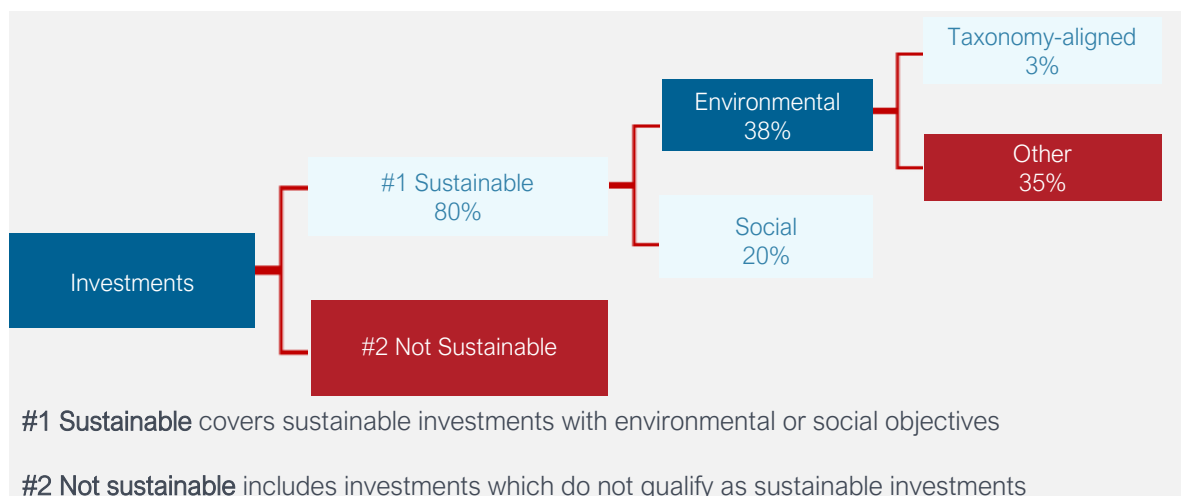 Taxonomy-aligned
3%
Environmental
38%
Other
35%
#1 Sustainable
80%
Social
20%
Investments
#2 Not Sustainable
#1 Sustainable covers sustainable investments with environmental or social objectives
#2 Not sustainable includes investments which do not qualify as sustainable investments